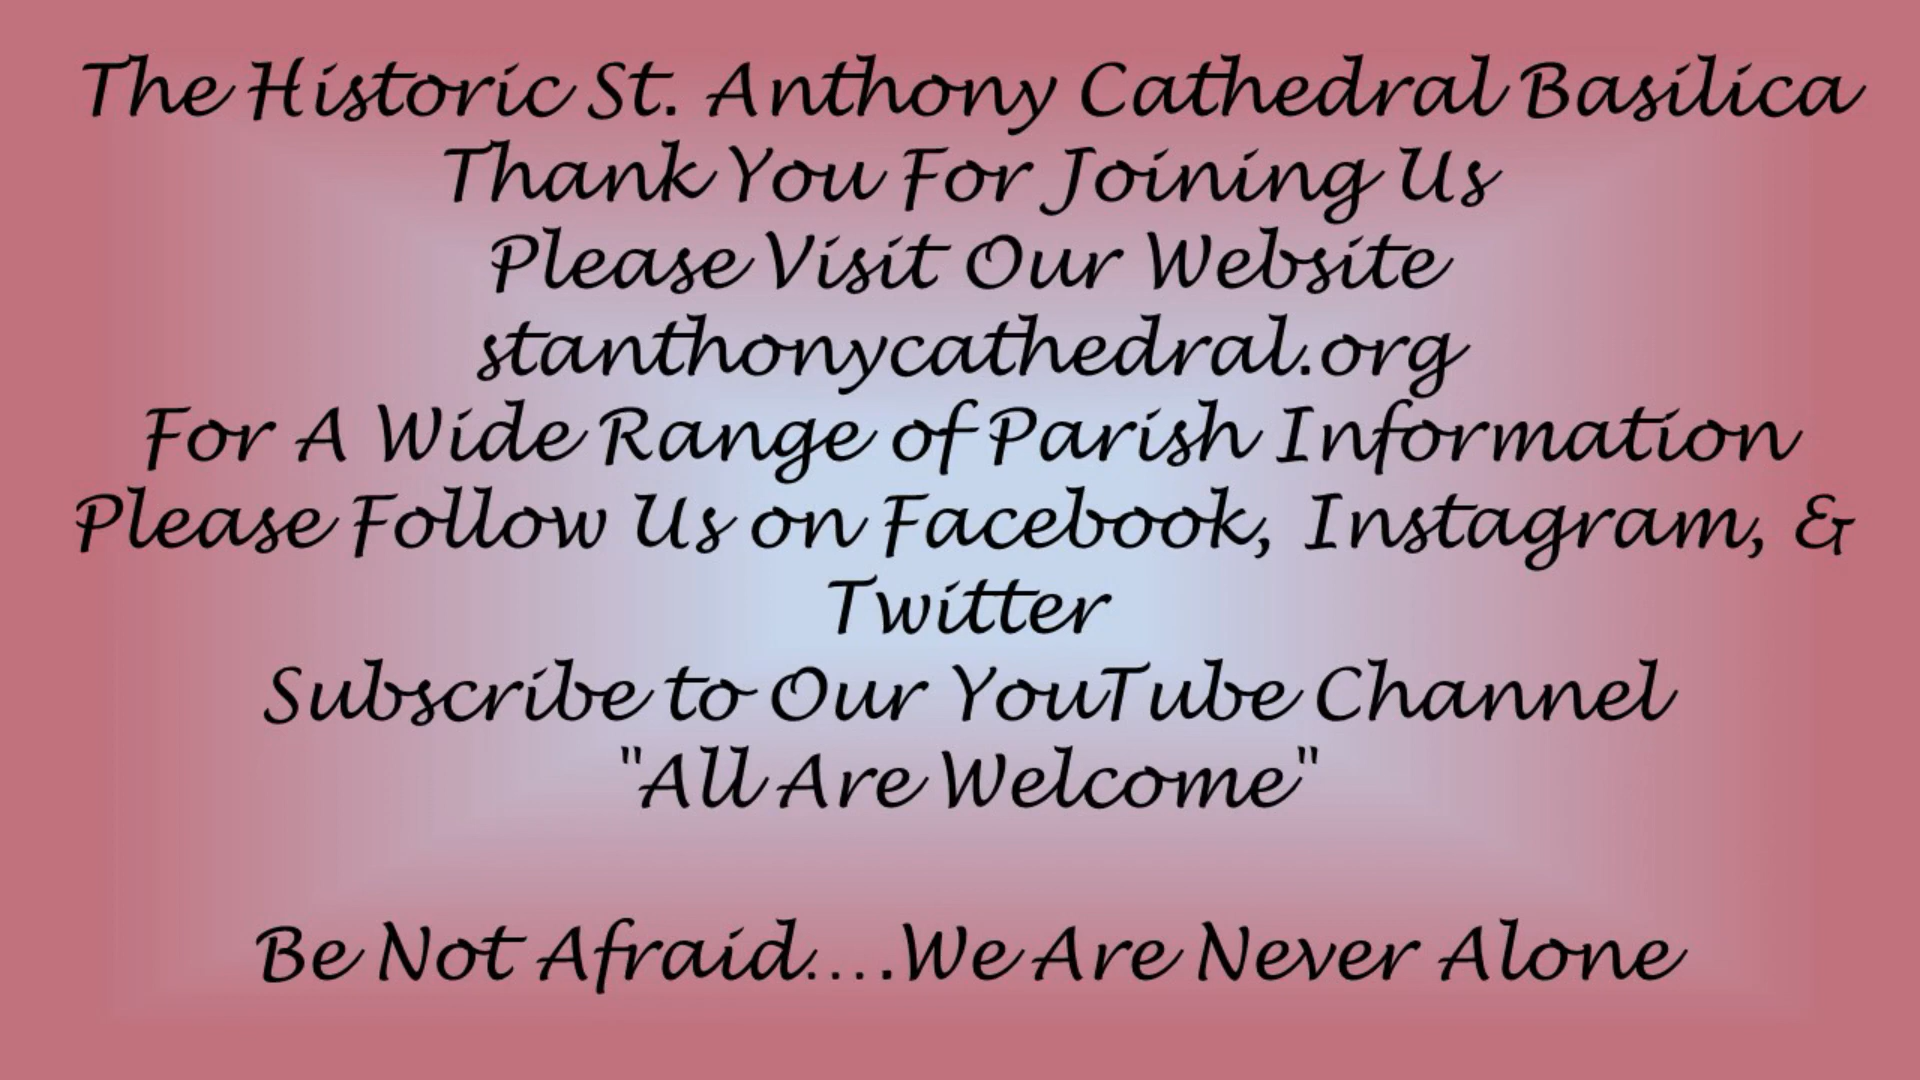 The Historic St. Anthony Cathedral Basilica
Thank You For Joining Us
Please Visit Our Website
stanthonycathedral.org
For A Wide Range of Parish Information
Please Follow Us on Facebook, Instagram, &
Twitter
Subscribe to Our YouTube Channel
"All Are Welcome"
Be Not Afraid....We Are Never Alone